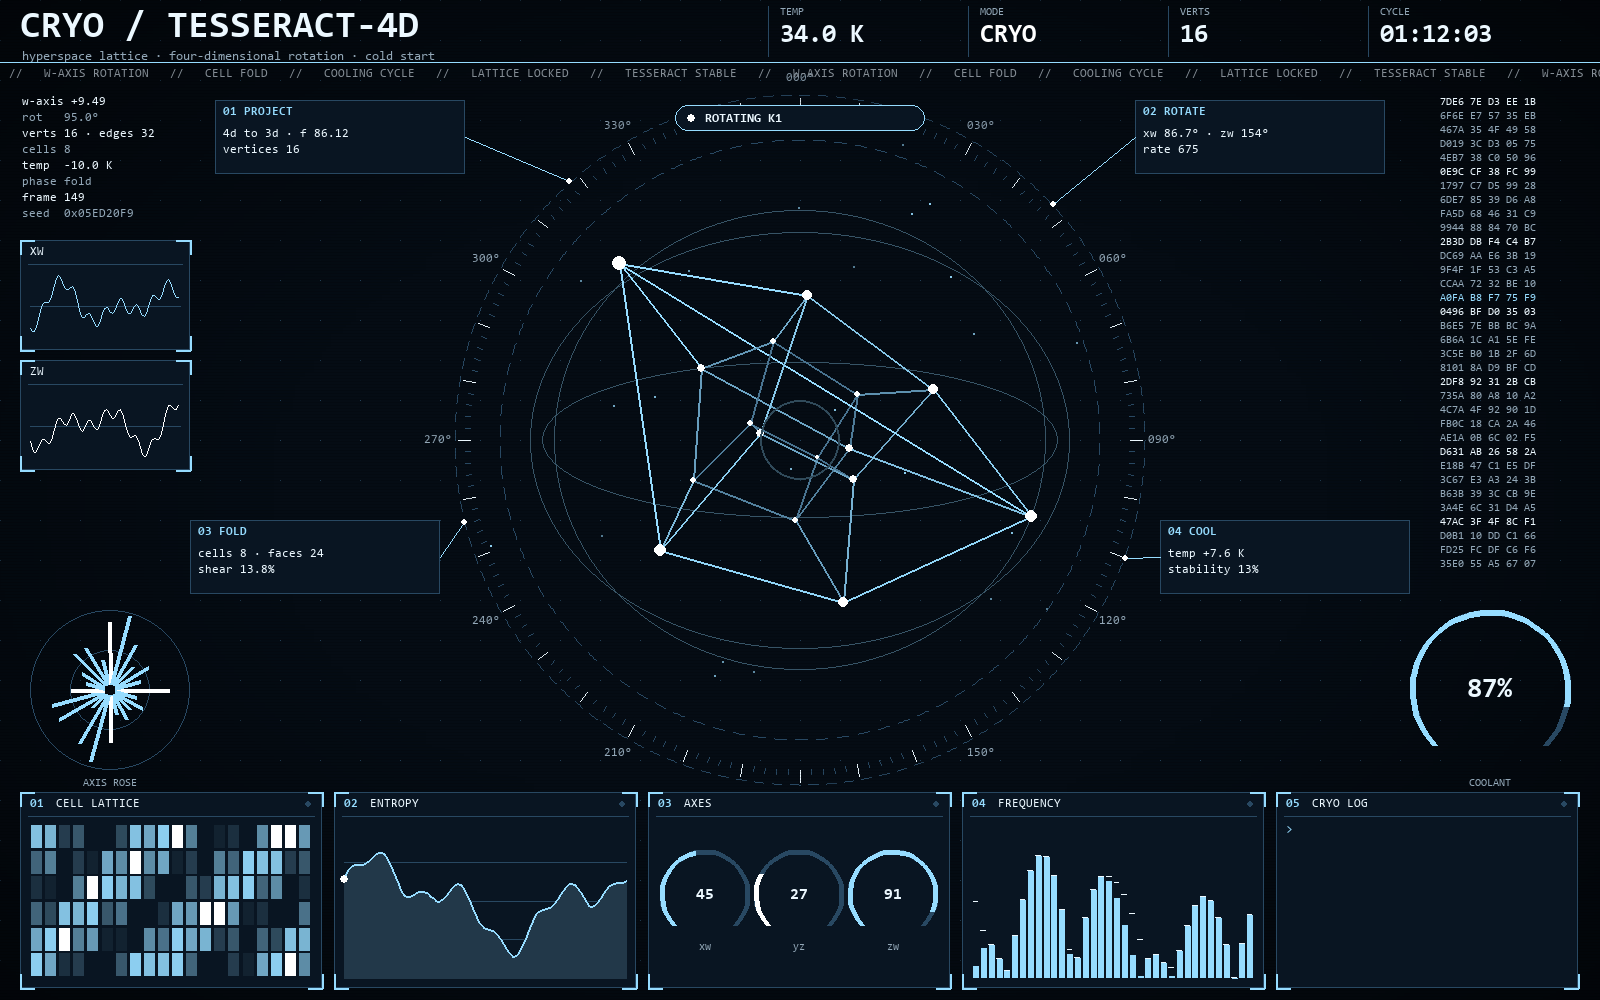 CRYO / TESSERACT-4D
hyperspace lattice · four-dimensional rotation · cold start
TEMP
34.0 K
MODE
CRYO
VERTS
16
CYCLE
01:12:03
// W-AXIS ROTATION // CELL FOLD // COOLING CYCLE // LATTICE LOCKED // TESSERACT STABLE // W-AXIS ROTATION // CELL FOLD // COOLING CYCLE // LATTICE LOCKED // TESSERACT STABLE // W-AXIS RO
000°
w-axis +9.49
rot 95.0°
verts 16 · edges 32
cells 8
temp -10.0 K
phase fold
frame 149
seed 0x05ED20F9
01 PROJECT
4d to 3d · f 86.12
vertices 16
ROTATING K1
02 ROTATE
xw 86.7° · zw 154°
rate 675
330°
030°
300°
060°
270°
090°
240°
120°
210°
150°
XW
ZW
03 FOLD
cells 8 · faces 24
shear 13.8%
04 COOL
temp +7.6 K
stability 13%
7DE6 7E D3 EE 1B
6F6E E7 57 35 EB
467A 35 4F 49 58
D019 3C D3 05 75
4EB7 38 C0 50 96
0E9C CF 38 FC 99
1797 C7 D5 99 28
6DE7 85 39 D6 A8
FA5D 68 46 31 C9
9944 88 84 70 BC
2B3D DB F4 C4 B7
DC69 AA E6 3B 19
9F4F 1F 53 C3 A5
CCAA 72 32 BE 10
A0FA B8 F7 75 F9
0496 BF D0 35 03
B6E5 7E BB BC 9A
6B6A 1C A1 5E FE
3C5E B0 1B 2F 6D
8101 8A D9 BF CD
2DF8 92 31 2B CB
735A 80 A8 10 A2
4C7A 4F 92 90 1D
FB0C 18 CA 2A 46
AE1A 0B 6C 02 F5
D631 AB 26 58 2A
E18B 47 C1 E5 DF
3C67 E3 A3 24 3B
B63B 39 3C CB 9E
3A4E 6C 31 D4 A5
47AC 3F 4F 8C F1
D0B1 10 DD C1 66
FD25 FC DF C6 F6
35E0 55 A5 67 07
AXIS ROSE
87%
COOLANT
01 CELL LATTICE
02 ENTROPY
03 AXES
45
xw
27
yz
91
zw
04 FREQUENCY
05 CRYO LOG
›